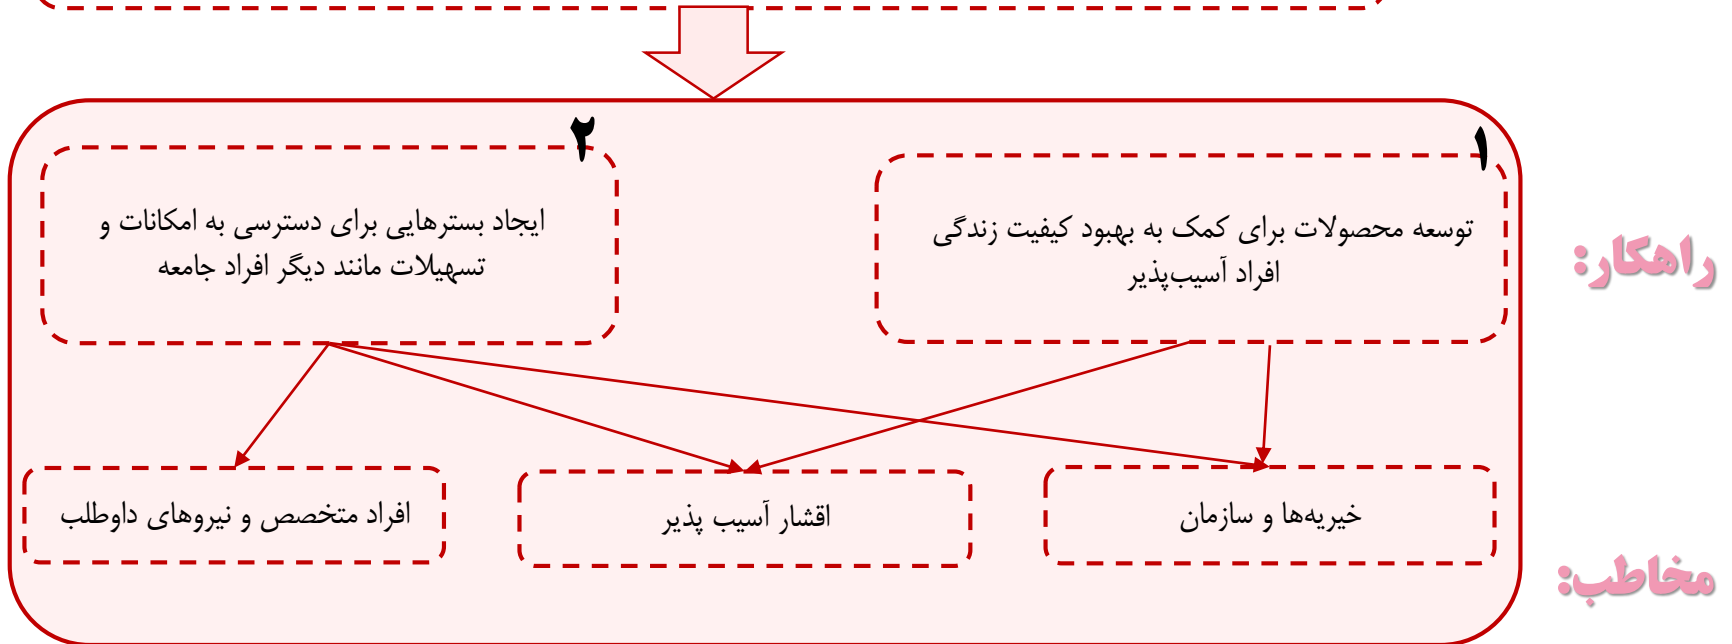 راهکار:
۱
توسعه محصولات برای کمک به بهبود کیفیت زندگی
افراد آسیب‌پذیر
۲
ایجاد بسترهایی برای دسترسی به امکانات و
تسهیلات مانند دیگر افراد جامعه
مخاطب:
خیریه‌ها و سازمان
اقشار آسیب پذیر
افراد متخصص و نیروهای داوطلب